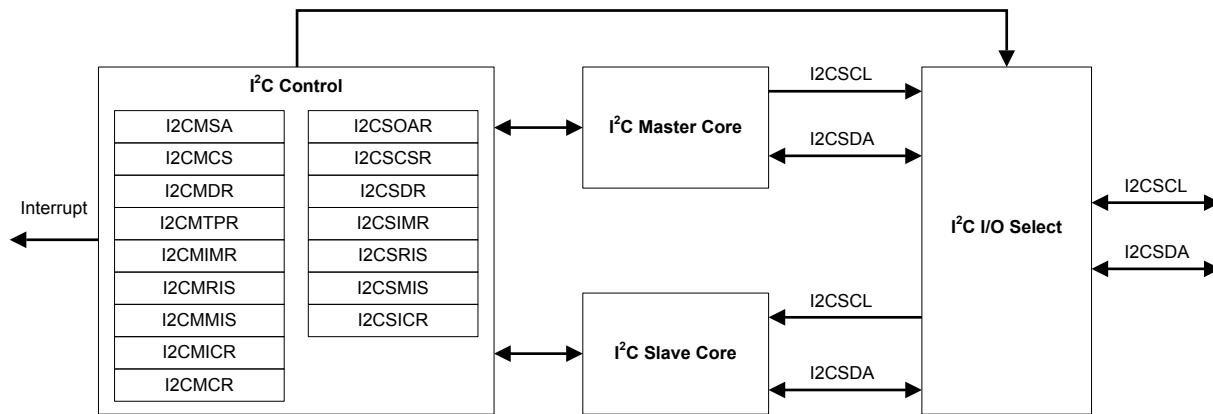 I²C Control
I2CMSA
I2CMCS
I2CMDR
I2CMTPR
I2CMIMR
I2CMRIS
I2CMMIS
I2CMICR
I2CMCR
I2CSOAR
I2CSCSR
I2CSDR
I2CSIMR
I2CSRIS
I2CSMIS
I2CSICR
Interrupt
I²C Master Core
I2CSCL
I2CSDA
I²C Slave Core
I2CSCL
I2CSDA
I²C I/O Select
I2CSCL
I2CSDA